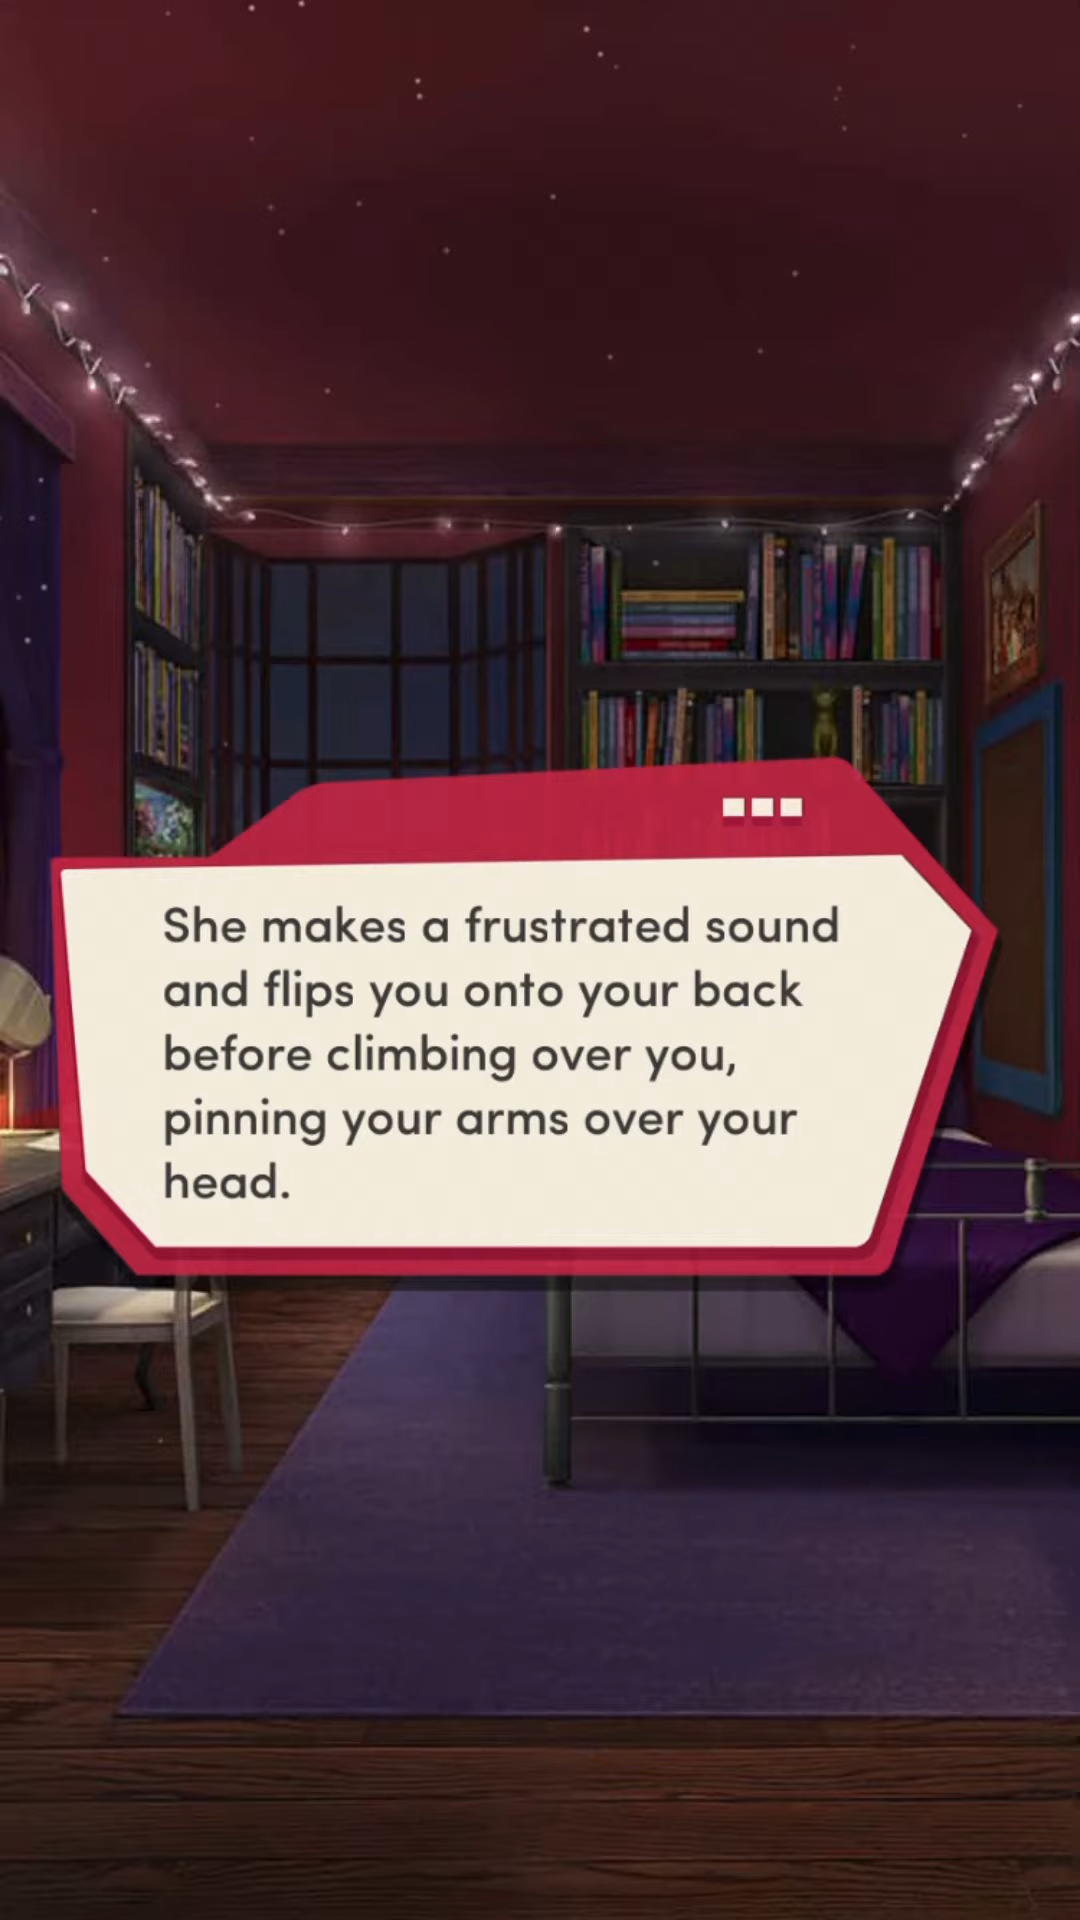 She makes a frustrated sound
and flips you onto your back
before climbing over you,
pinning your arms over your
head.